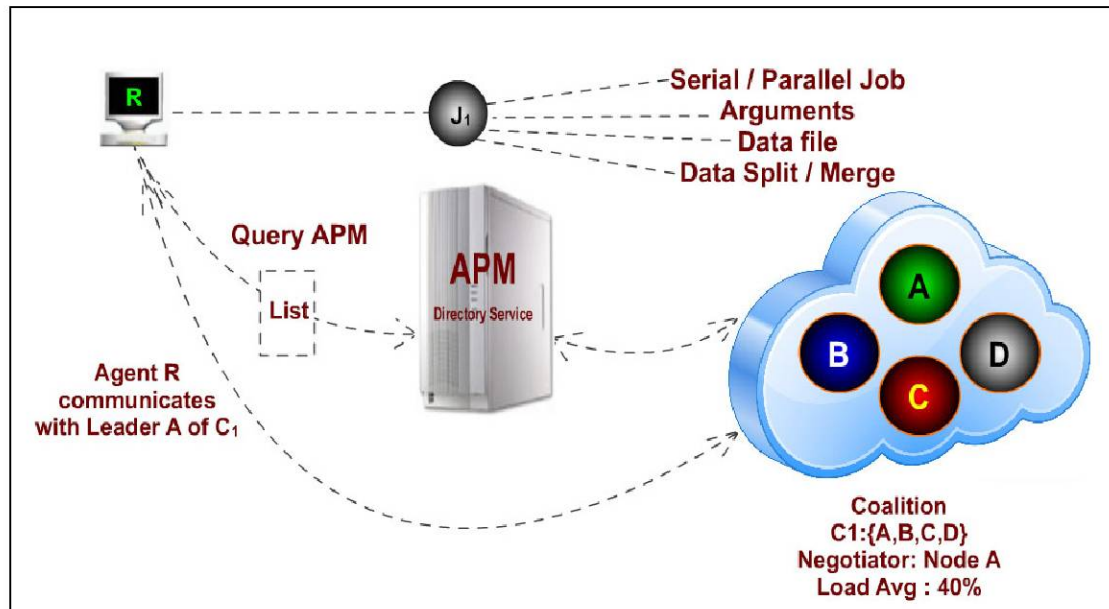 R
J1
Serial / Parallel Job
Arguments
Data file
Data Split / Merge
Query APM
List
APM
Directory Service
Agent R
communicates
with Leader A of C1
A
B
D
C
Coalition
C1:{A,B,C,D}
Negotiator: Node A
Load Avg : 40%